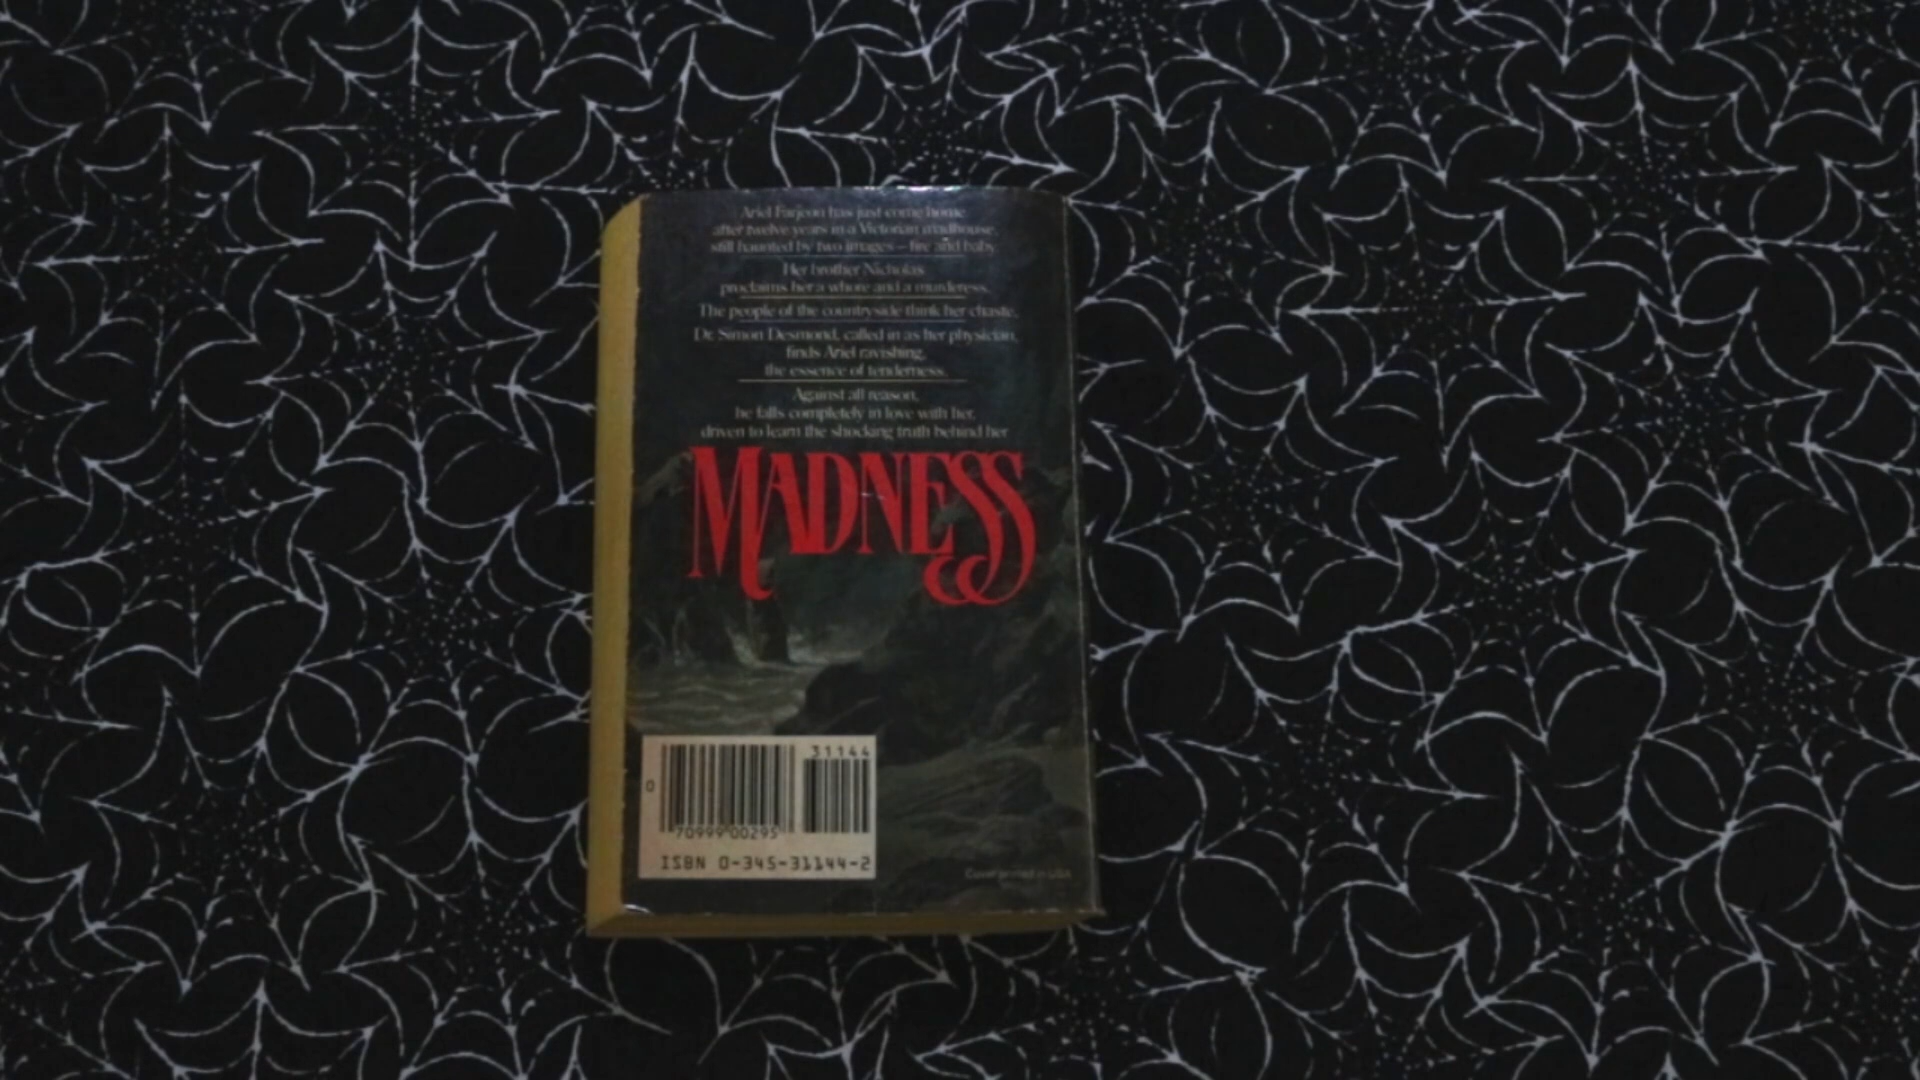 Ariel Farjeon has just come home
after twelve years in a Victorian madhouse,
still haunted by two images – fire and baby.
Her brother Nicholas
proclaims her a whore and a murderess.
The people of the countryside think her chaste.
Dr. Simon Desmond, called in as her physician,
finds Ariel ravishing,
the essence of tenderness.
Against all reason,
he falls completely in love with her,
driven to learn the shocking truth behind her
MADNESS
31144
0
70999 00295
ISBN 0-345-31144-2
Cover printed in USA